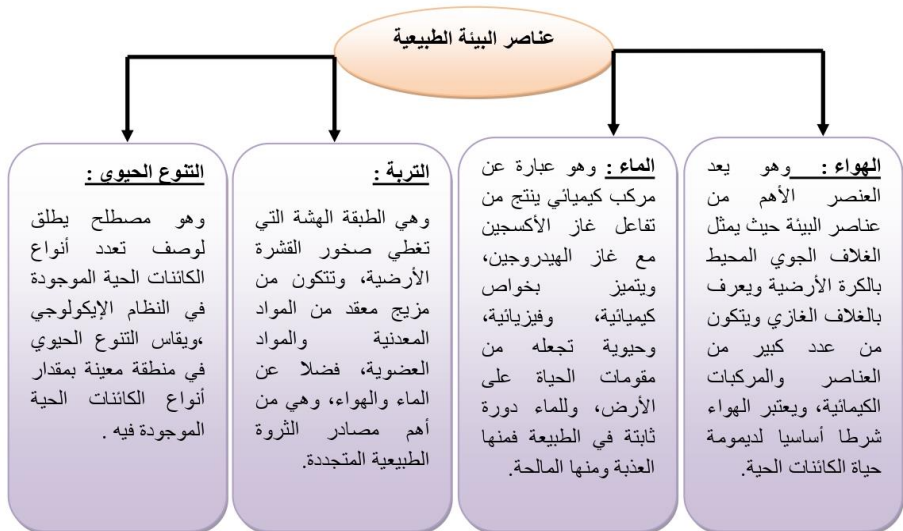 عناصر البيئة الطبيعية
الهواء : وهو يعد
العنصر الأهم من
عناصر البيئة حيث يمثل
الغلاف الجوي المحيط
بالكرة الأرضية ويعرف
بالغلاف الغازي ويتكون
من عدد كبير من
العناصر والمركبات
الكيمائية، ويعتبر الهواء
شرطا أساسيا لديمومة
حياة الكائنات الحية.
الماء : وهو عبارة عن
مركب كيميائي ينتج من
تفاعل غاز الأكسجين
مع غاز الهيدروجين،
ويتميز بخواص
كيميائية، وفيزيائية،
وحيوية تجعله من
مقومات الحياة على
الأرض، وللماء دورة
ثابتة في الطبيعة فمنها
العذبة ومنها المالحة.
التربة :
وهي الطبقة الهشة التي
تغطي صخور القشرة
الأرضية، وتتكون من
مزيج معقد من المواد
المعدنية والمواد
العضوية، فضلا عن
الماء والهواء، وهي من
أهم مصادر الثروة
الطبيعية المتجددة.
التنوع الحيوي :
وهو مصطلح يطلق
لوصف تعدد أنواع
الكائنات الحية الموجودة
في النظام الإيكولوجي
،ويقاس التنوع الحيوي
في منطقة معينة بمقدار
أنواع الكائنات الحية
الموجودة فيه .